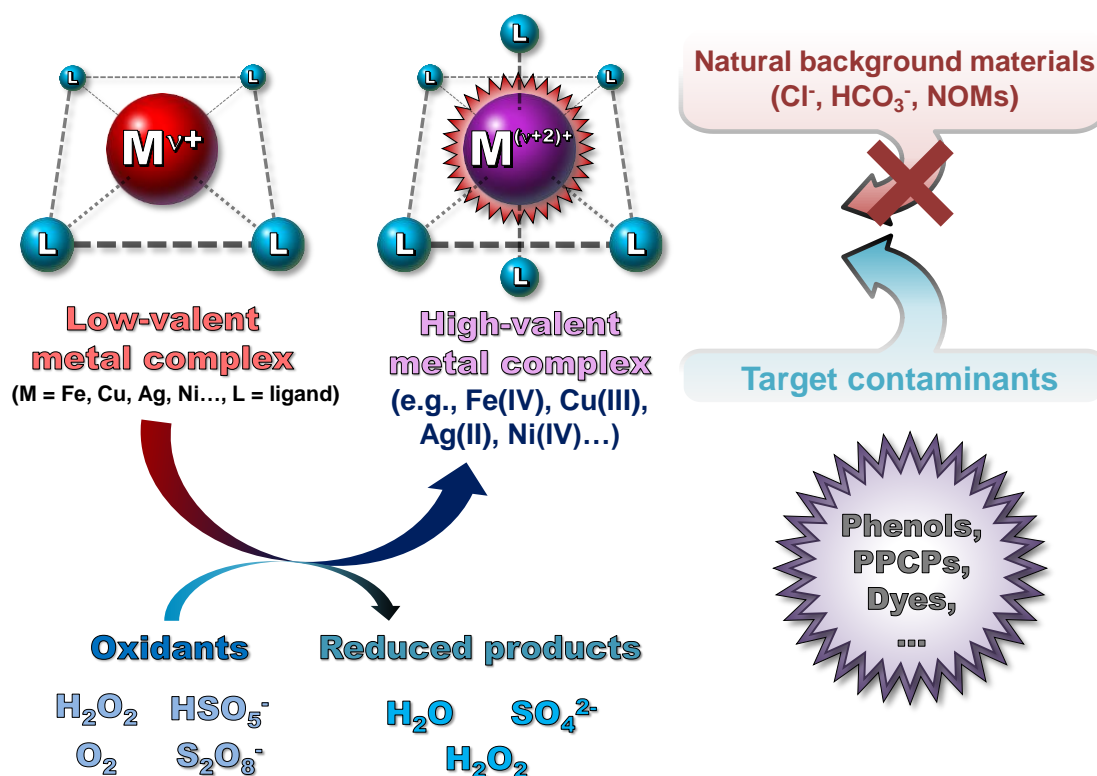 L
L
L
L
M^ν+
Low-valent
metal complex
(M = Fe, Cu, Ag, Ni…, L = ligand)
L
L
L
L
L
L
M^(ν+2)+
High-valent
metal complex
(e.g., Fe(IV), Cu(III),
Ag(II), Ni(IV)…)
Natural background materials
(Cl⁻, HCO₃⁻, NOMs)
Target contaminants
Phenols,
PPCPs,
Dyes,
...
Oxidants
H₂O₂ HSO₅⁻
O₂ S₂O₈⁻
Reduced products
H₂O SO₄²⁻
H₂O₂